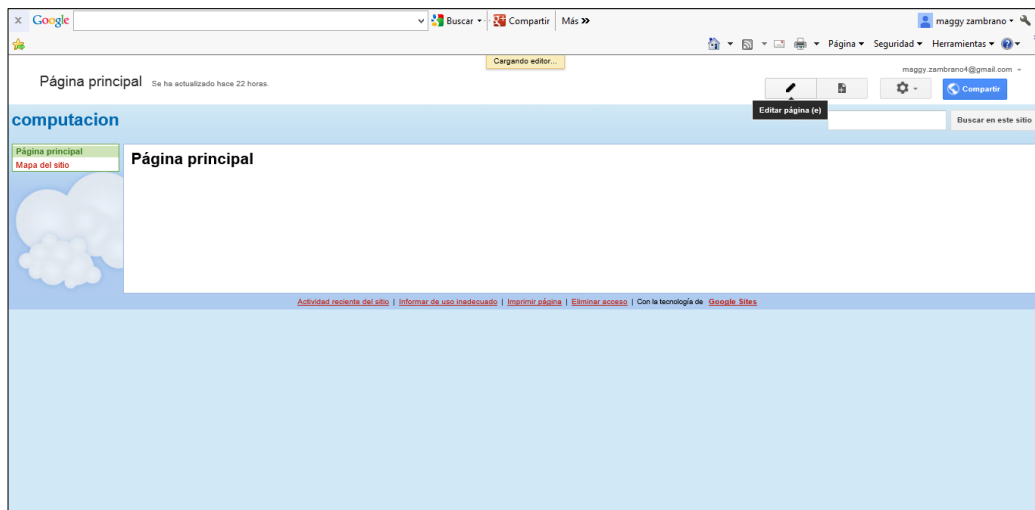 × Google Buscar Compartir Más » maggy zambrano
Página Seguridad Herramientas
Cargando editor...
maggy.zambrano4@gmail.com
Página principal Se ha actualizado hace 22 horas.
Compartir
Editar página (e)
computacion
Buscar en este sitio
Página principal
Mapa del sitio
Página principal
Actividad reciente del sitio | Informar de uso inadecuado | Imprimir página | Eliminar acceso | Con la tecnología de Google Sites